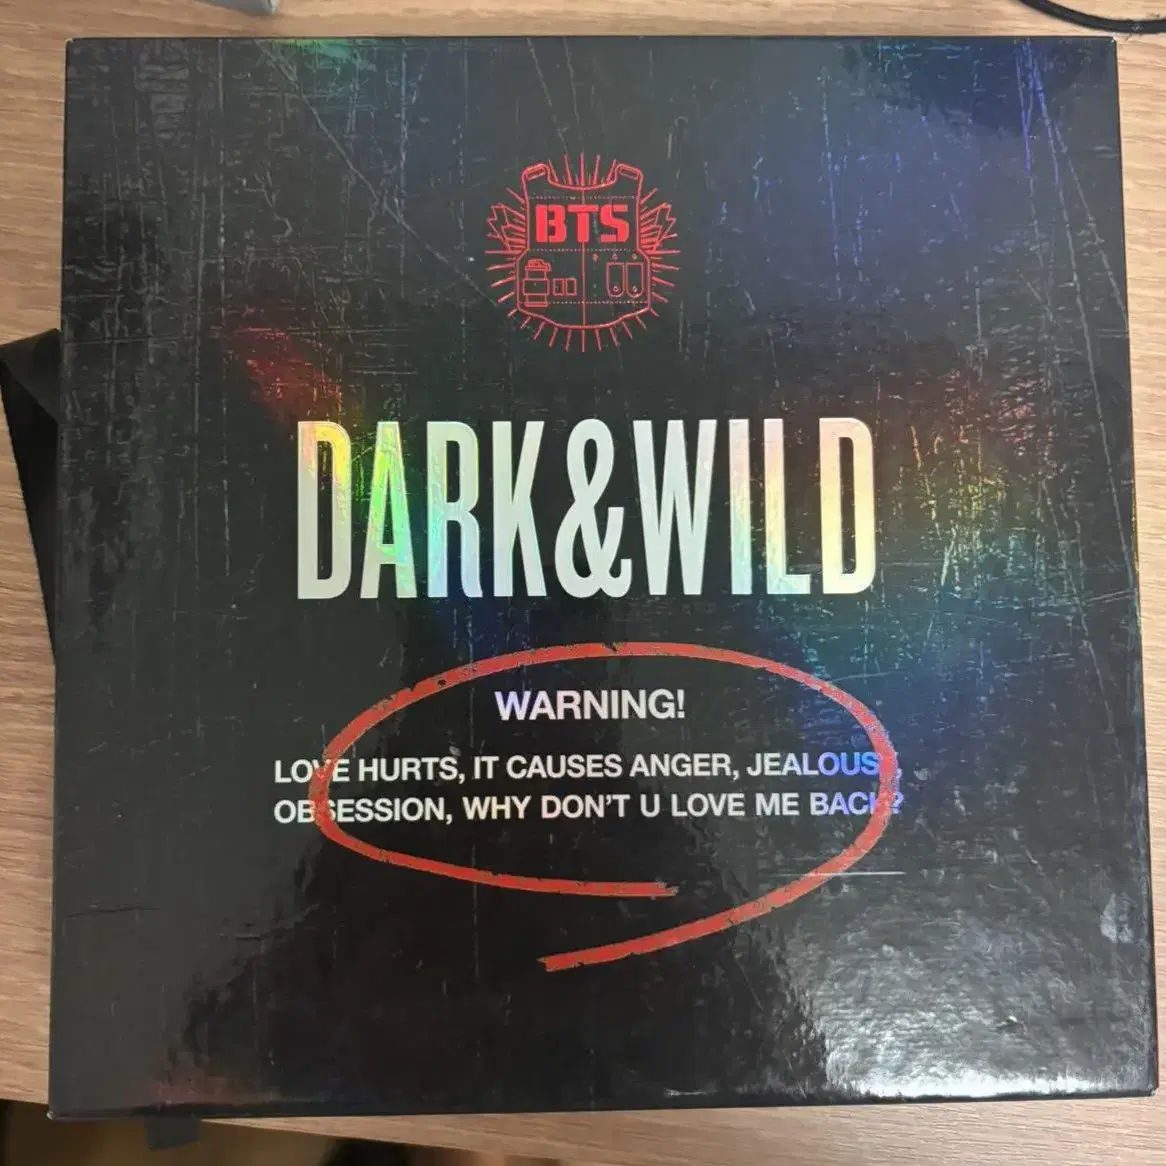 BTS
DARK&WILD
WARNING!
LOVE HURTS, IT CAUSES ANGER, JEALOUSY,
OBSESSION, WHY DON'T U LOVE ME BACK?